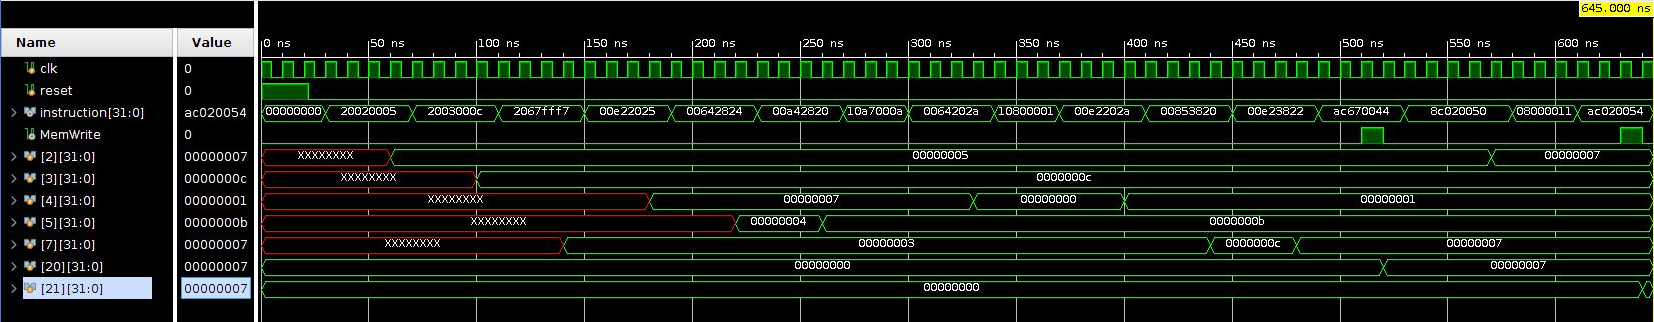 645.000 ns
Name Value 0 ns 50 ns 100 ns 150 ns 200 ns 250 ns 300 ns 350 ns 400 ns 450 ns 500 ns 550 ns 600 ns
clk 0
reset 0
instruction[31:0] ac020054 00000000 20020005 2003000c 2067fff7 00e22025 00642824 00a42820 10a7000a 0064202a 10800001 00e2202a 00853820 00e23822 ac670044 8c020050 08000011 ac020054
MemWrite 0
[2][31:0] 00000007 XXXXXXXX 00000005 00000007
[3][31:0] 0000000c XXXXXXXX 0000000c
[4][31:0] 00000001 XXXXXXXX 00000007 00000000 00000001
[5][31:0] 0000000b XXXXXXXX 00000004 0000000b
[7][31:0] 00000007 XXXXXXXX 00000003 0000000c 00000007
[20][31:0] 00000007 00000000 00000007
[21][31:0] 00000007 00000000